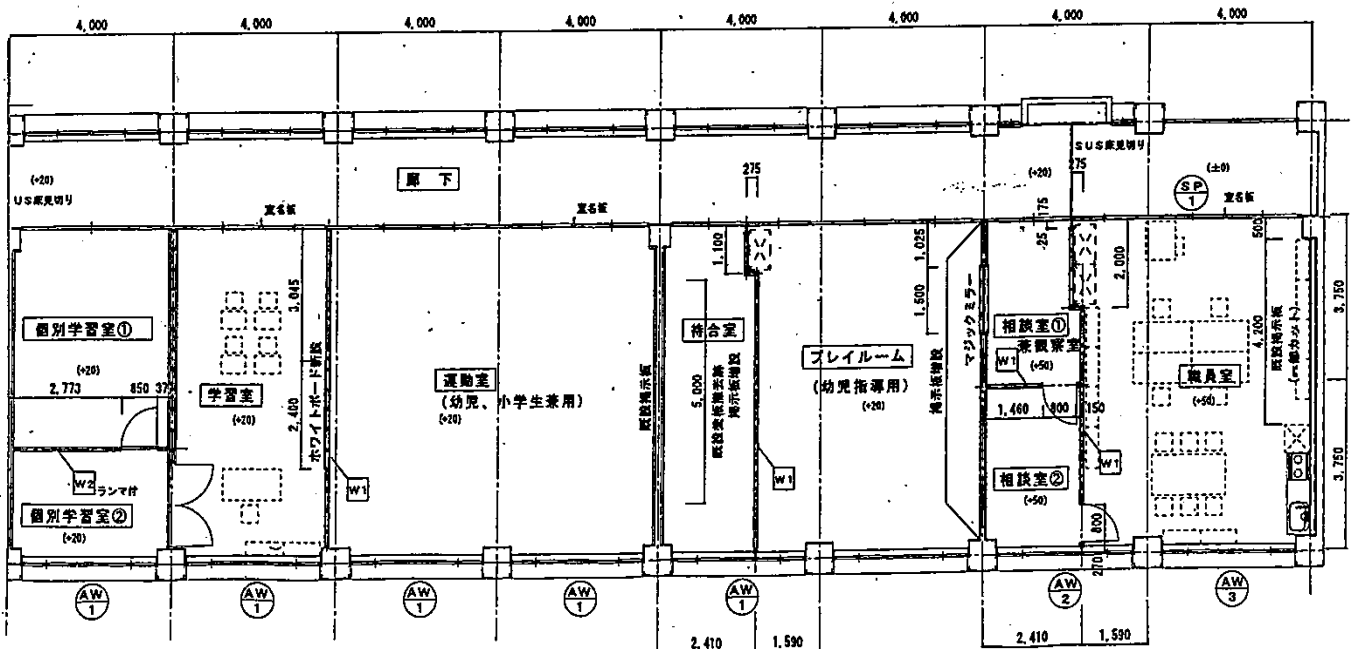 4,000 4,000 4,000 4,000 4,000 4,000 4,000 4,000
SUS床見切り
275
(+20)
US床見切り
廊 下
室名板
室名板
275
(+20)
(±0)
SP
1
室名板
175
25
500
1,100
1,025
2,000
3,045
1,500
4,200
3,750
個別学習室①
(+20)
2,773 850 377
学習室
(+20)
ホワイトボード新設
2,400
運動室
(幼児、小学生兼用)
(+20)
既設掲示板
待合室
5,000
掲示板増設
プレイルーム
(幼児指導用)
(+20)
掲示板増設
マジックミラー
相談室①
兼観察室
W1
(+50)
1,460 800 150
職員室
(+50)
既設掲示板
(一部カット)
W2
ランマ付
W1
W1
W1
個別学習室②
(+20)
相談室②
(+50)
3,750
800
270
AW
1
AW
1
AW
1
AW
1
AW
1
AW
2
AW
3
2,410 1,590
2,410 1,590